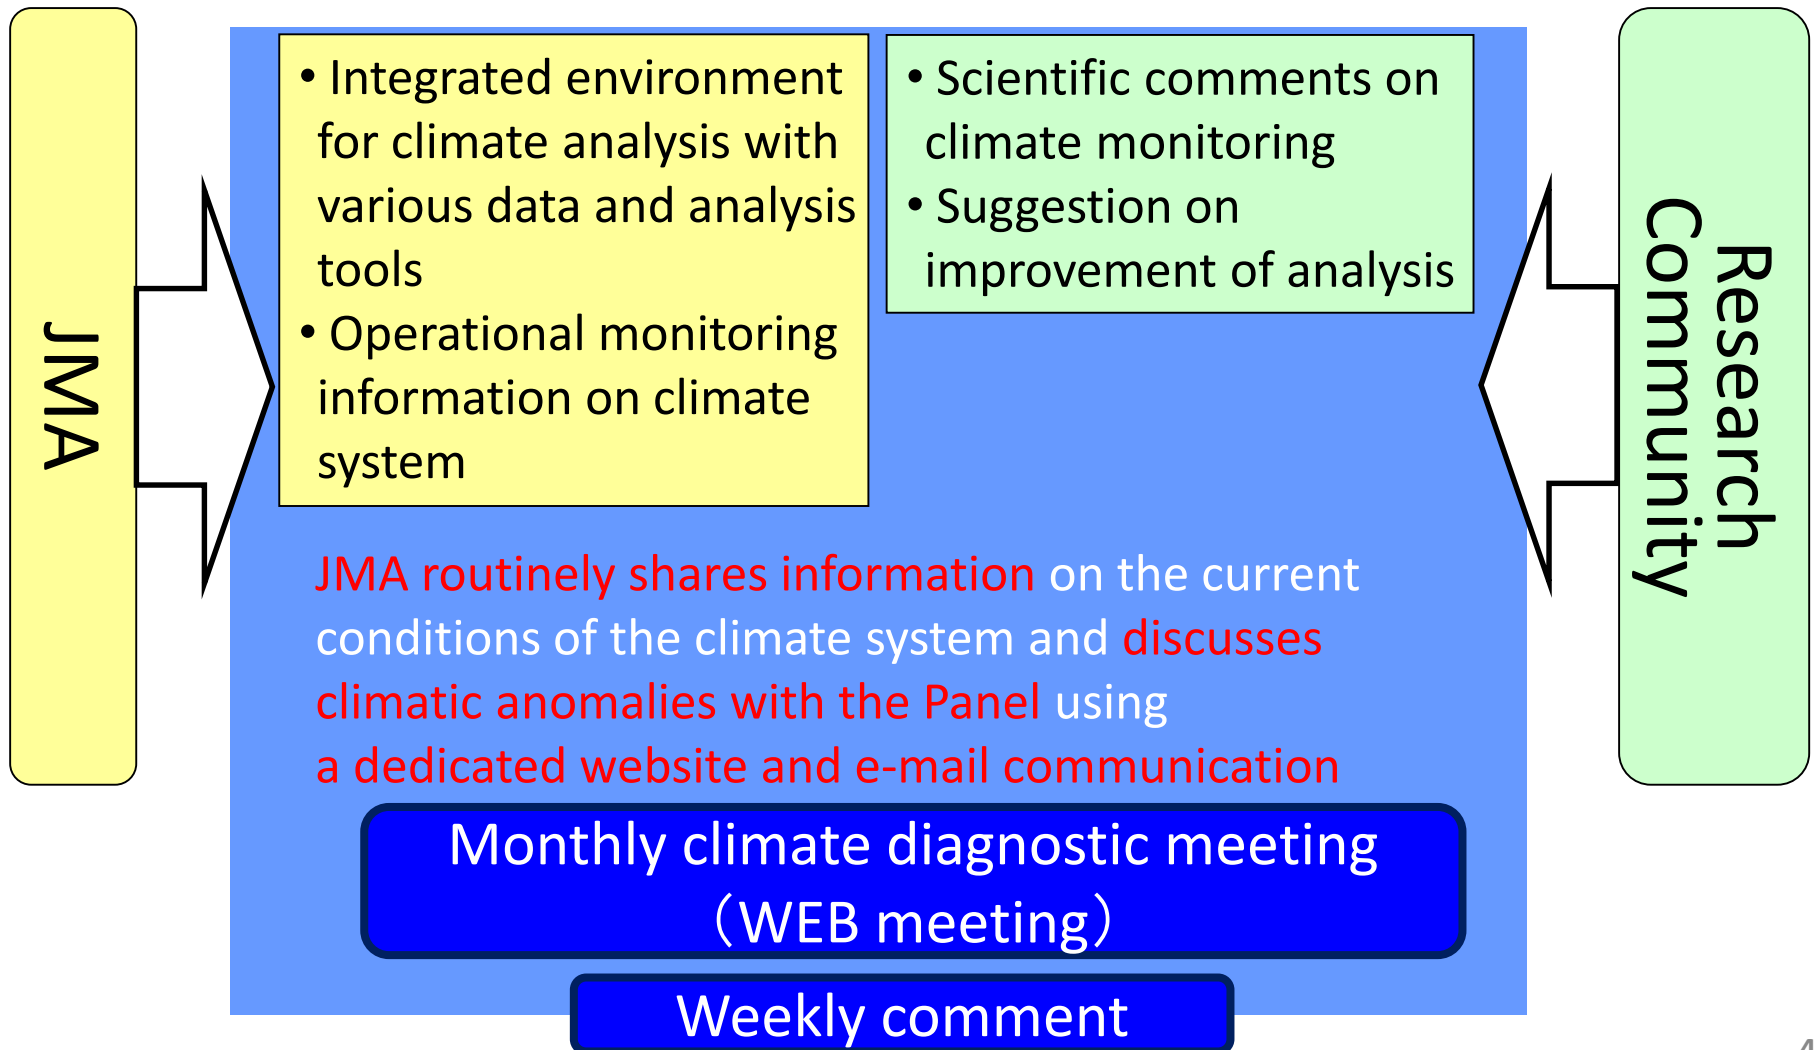 JMA
• Integrated environment
for climate analysis with
various data and analysis
tools
• Operational monitoring
information on climate
system
• Scientific comments on
climate monitoring
• Suggestion on
improvement of analysis
Research
Community
JMA routinely shares information on the current
conditions of the climate system and discusses
climatic anomalies with the Panel using
a dedicated website and e-mail communication
Monthly climate diagnostic meeting
（WEB meeting）
Weekly comment